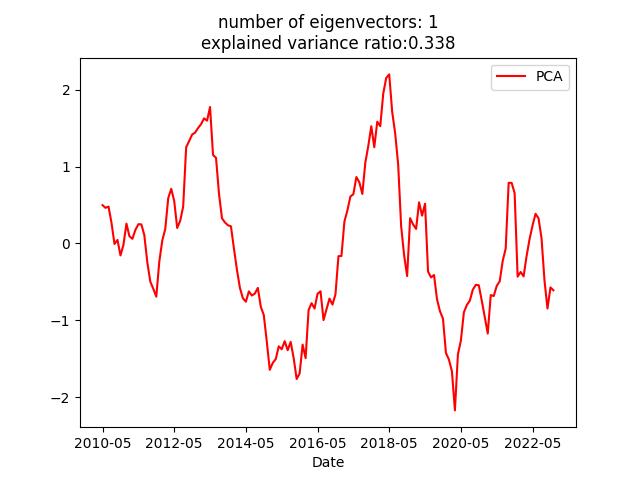 number of eigenvectors: 1
explained variance ratio:0.338
PCA
2
1
0
−1
−2
2010-05 2012-05 2014-05 2016-05 2018-05 2020-05 2022-05
Date